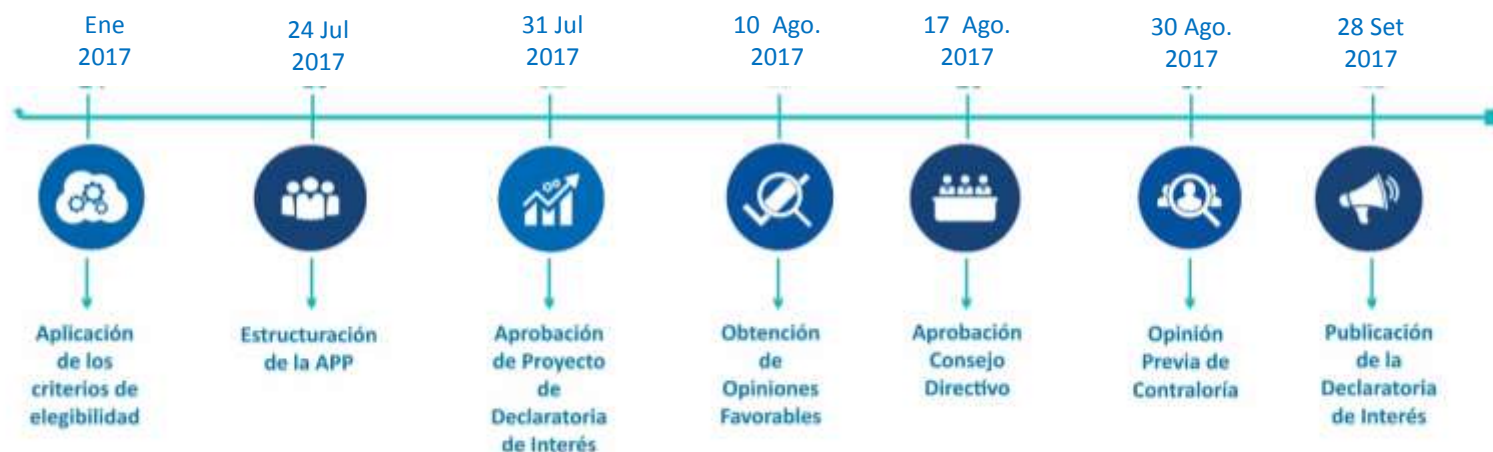 Ene
2017
24 Jul
2017
31 Jul
2017
10 Ago.
2017
17 Ago.
2017
30 Ago.
2017
28 Set
2017
Aplicación
de los
criterios de
elegibilidad
Estructuración
de la APP
Aprobación
de Proyecto
de
Declaratoria
de Interés
Obtención
de
Opiniones
Favorables
Aprobación
Consejo
Directivo
Opinión
Previa de
Contraloría
Publicación
de la
Declaratoria
de Interés